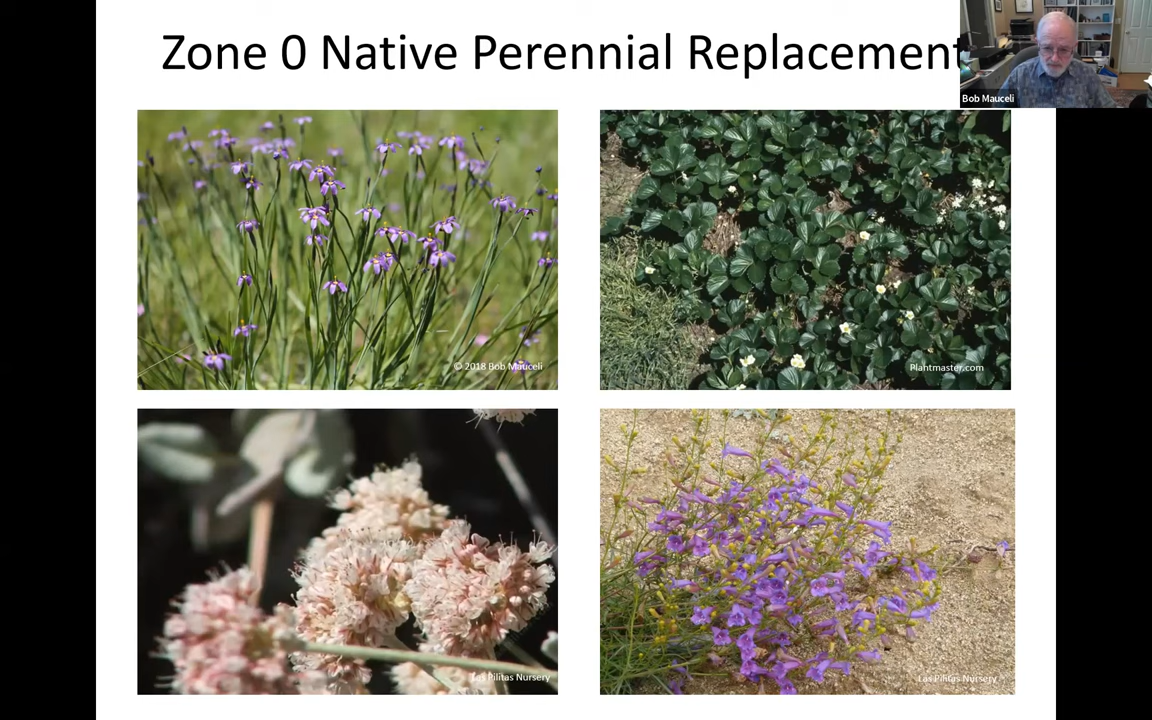 Zone 0 Native Perennial Replacement
Bob Mauceli
© 2018 Bob Mauceli
Plantmaster.com
Las Pilitas Nursery
Las Pilitas Nursery